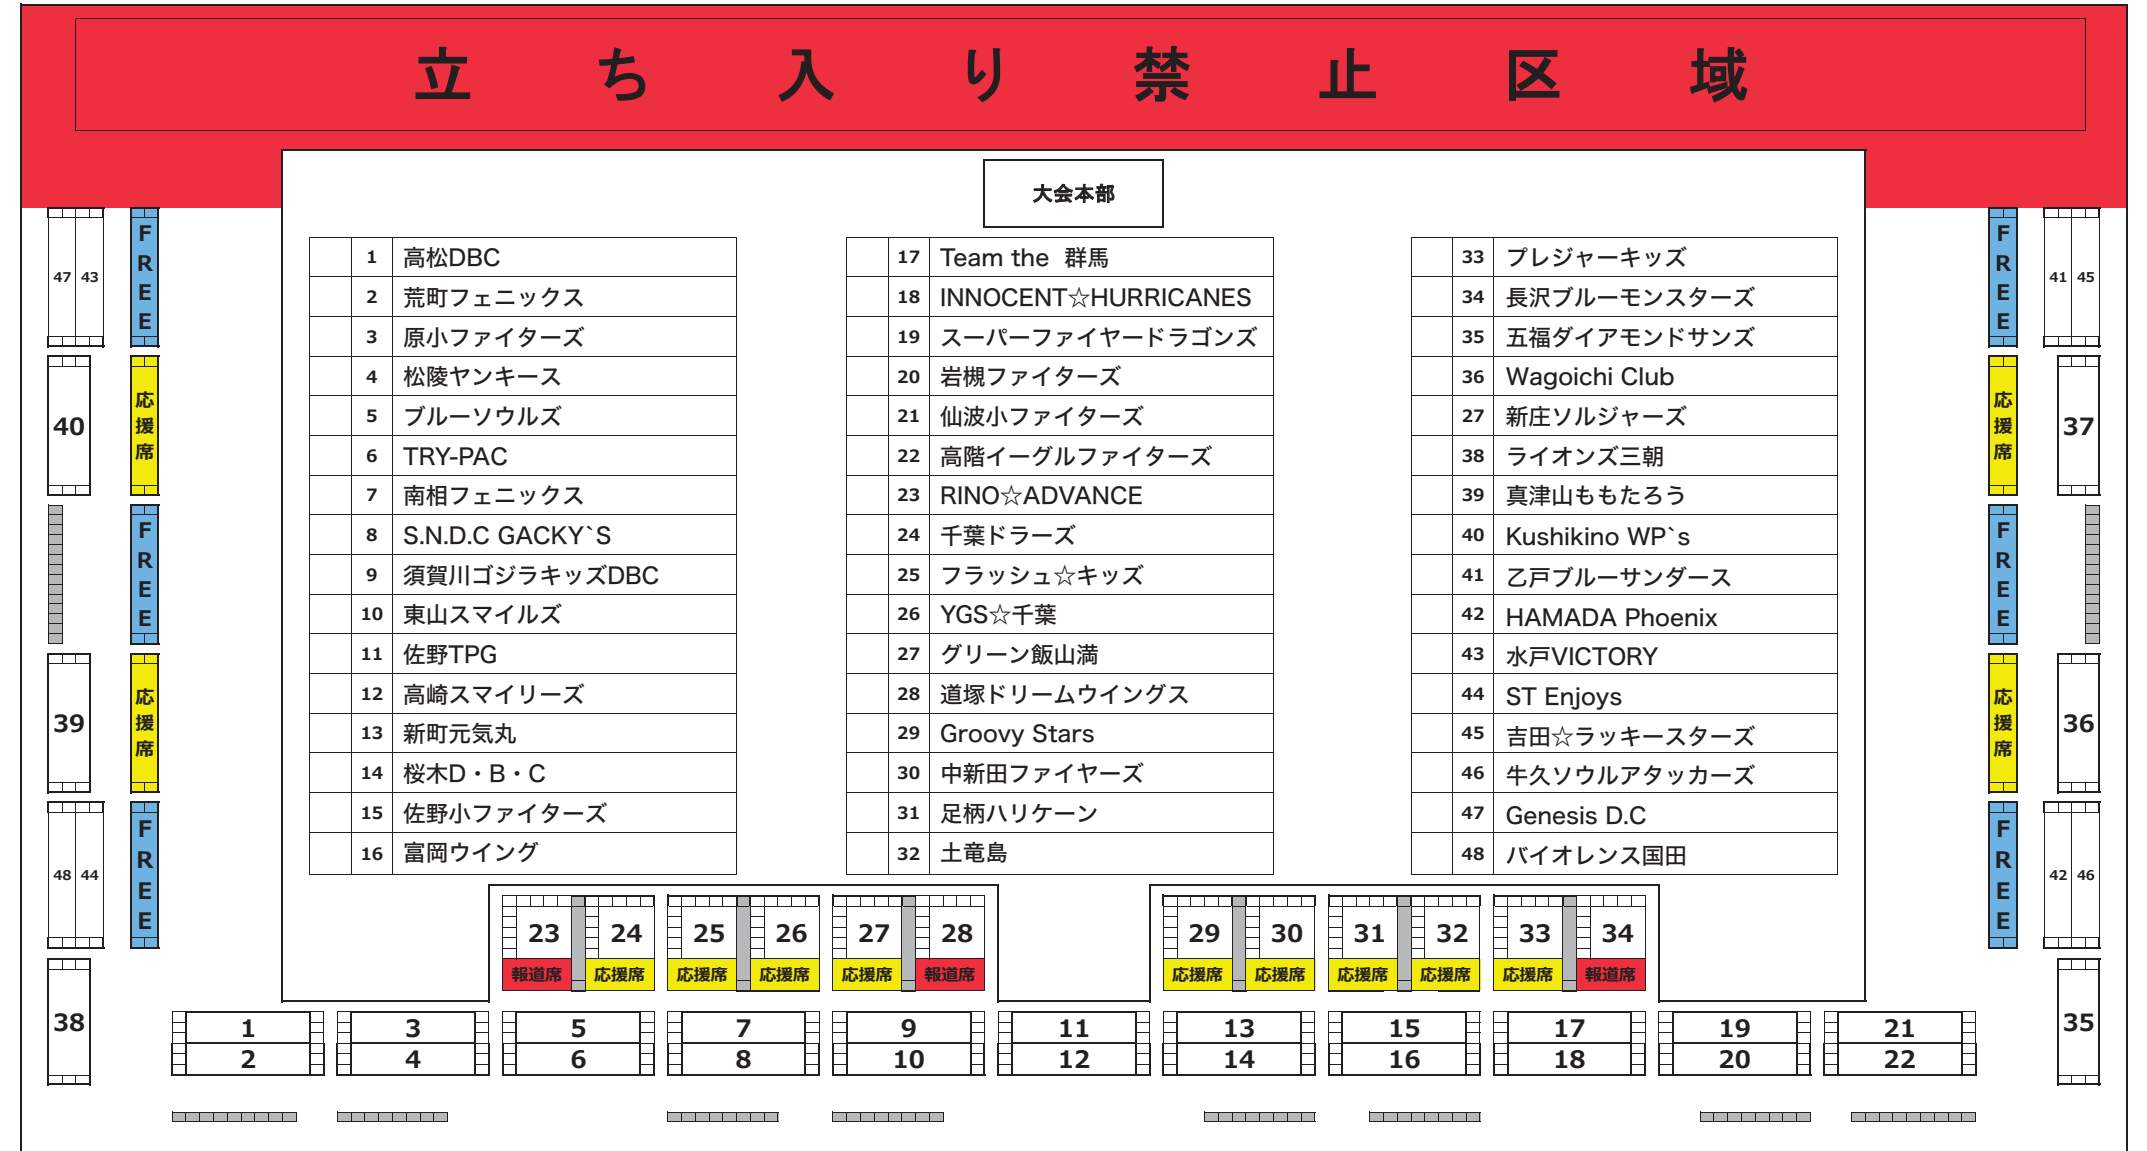 立ち入り禁止区域
大会本部
1 高松DBC
2 荒町フェニックス
3 原小ファイターズ
4 松陵ヤンキース
5 ブルーソウルズ
6 TRY-PAC
7 南相フェニックス
8 S.N.D.C GACKY`S
9 須賀川ゴジラキッズDBC
10 東山スマイルズ
11 佐野TPG
12 高崎スマイリーズ
13 新町元気丸
14 桜木D・B・C
15 佐野小ファイターズ
16 富岡ウイング
17 Team the 群馬
18 INNOCENT☆HURRICANES
19 スーパーファイヤードラゴンズ
20 岩槻ファイターズ
21 仙波小ファイターズ
22 高階イーグルファイターズ
23 RINO☆ADVANCE
24 千葉ドラーズ
25 フラッシュ☆キッズ
26 YGS☆千葉
27 グリーン飯山満
28 道塚ドリームウイングス
29 Groovy Stars
30 中新田ファイヤーズ
31 足柄ハリケーン
32 土竜島
33 プレジャーキッズ
34 長沢ブルーモンスターズ
35 五福ダイアモンドサンズ
36 Wagoichi Club
27 新庄ソルジャーズ
38 ライオンズ三朝
39 真津山ももたろう
40 Kushikino WP`s
41 乙戸ブルーサンダース
42 HAMADA Phoenix
43 水戸VICTORY
44 ST Enjoys
45 吉田☆ラッキースターズ
46 牛久ソウルアタッカーズ
47 Genesis D.C
48 バイオレンス国田
47 43
FREE
40
応援席
FREE
39
応援席
48 44
FREE
38
FREE
41 45
応援席
37
FREE
応援席
36
FREE
42 46
35
23 24 25 26 27 28 29 30 31 32 33 34
報道席 応援席 応援席 応援席 応援席 報道席 応援席 応援席 応援席 応援席 応援席 報道席
1 3 5 7 9 11 13 15 17 19 21
2 4 6 8 10 12 14 16 18 20 22